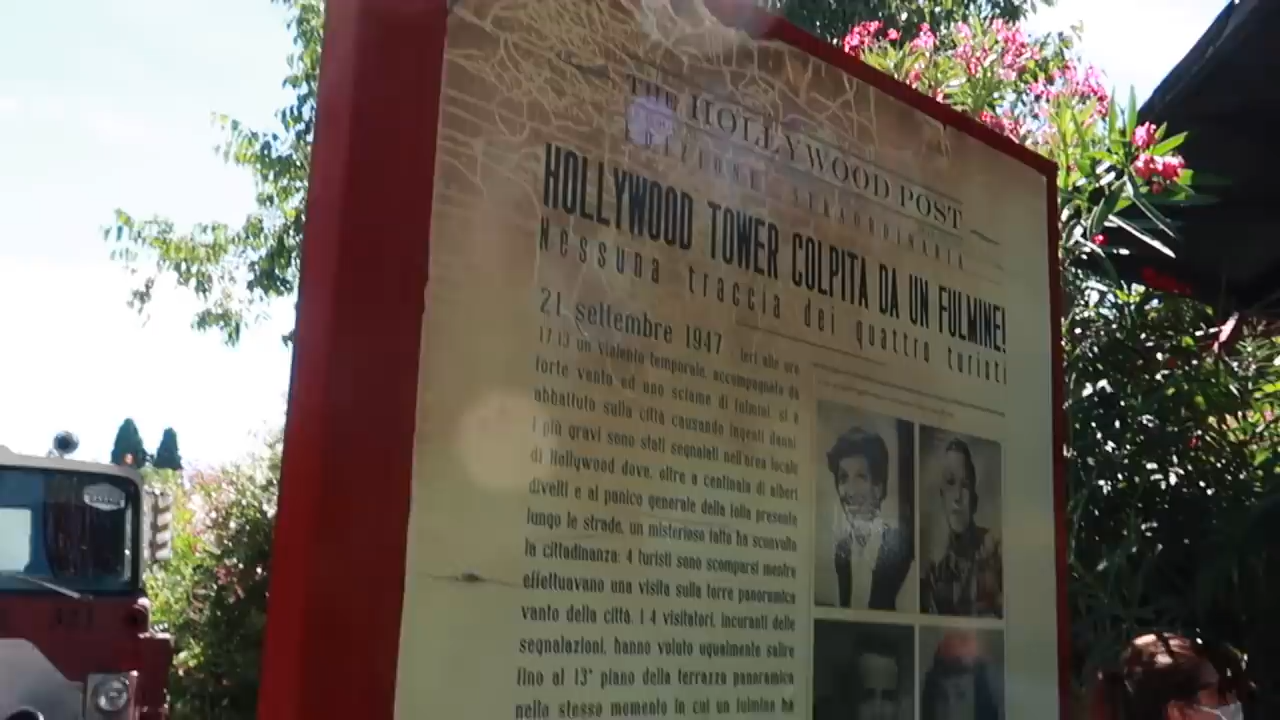 THE HOLLYWOOD POST
EDIZIONE STRAORDINARIA
HOLLYWOOD TOWER COLPITA DA UN FULMINE!
Nessuna traccia dei quattro turisti
21 settembre 1947 Ieri alle ore
17.13 un violento temporale, accompagnato da
forte vento ed uno sciame di fulmini, si è
abbattuto sulla città causando ingenti danni
I più gravi sono stati segnalati nell'area locale
di Hollywood dove, oltre a centinaia di alberi
divelti e al panico generale della folla presente
lungo le strade, un misterioso fatto ha sconvolto
la cittadinanza: 4 turisti sono scomparsi mentre
effettuavano una visita sulla torre panoramica
vanto della città. I 4 visitatori, incuranti delle
segnalazioni, hanno voluto ugualmente salire
fino al 13° piano della terrazza panoramica
nello stesso momento in cui un fulmine ha